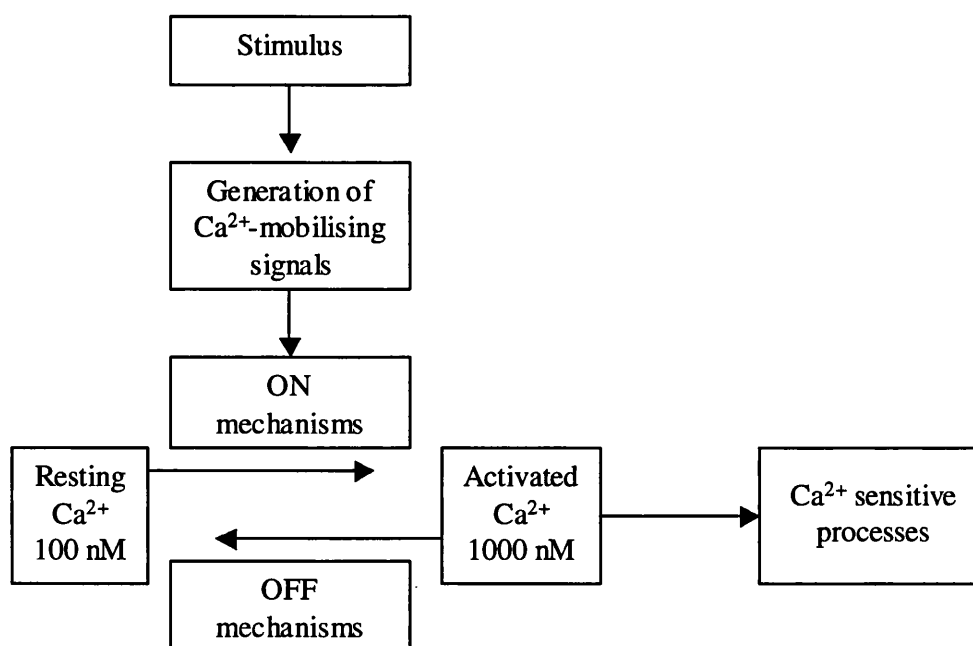 Stimulus
Generation of
Ca²⁺-mobilising
signals
ON
mechanisms
Resting
Ca²⁺
100 nM
Activated
Ca²⁺
1000 nM
Ca²⁺ sensitive
processes
OFF
mechanisms